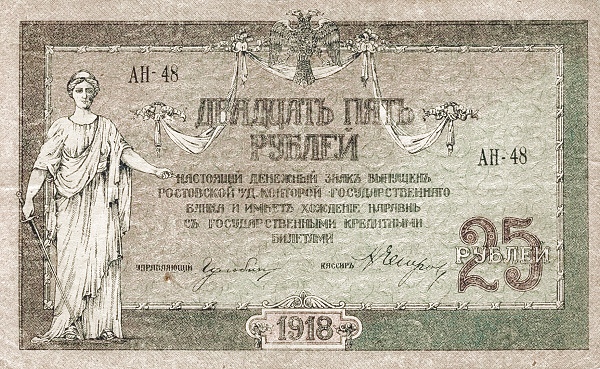 АН-48
ДВАДЦАТЬ ПЯТЬ
РУБЛЕЙ
АН-48
НАСТОЯЩІЙ ДЕНЕЖНЫЙ ЗНАК ВЫПУЩЕНЪ
РОСТОВСКОЙ Н/Д. КОНТОРОЙ ГОСУДАРСТВЕННАГО
БАНКА И ИМѢЕТЪ ХОЖДЕНІЕ НАРАВНѢ
СЪ ГОСУДАРСТВЕННЫМИ КРЕДИТНЫМИ
БИЛЕТАМИ
УПРАВЛЯЮЩІЙ
КАССИРЪ
25
РУБЛЕЙ
1918